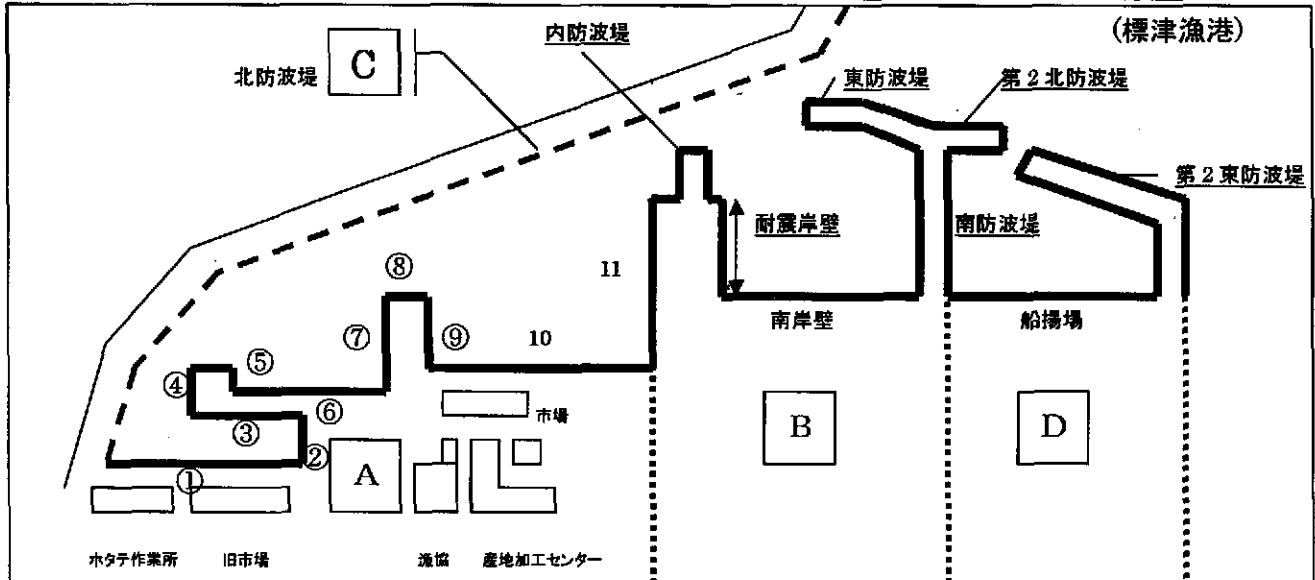 (標津漁港)
内防波堤
北防波堤
C
東防波堤
第2北防波堤
第2東防波堤
耐震岸壁
南防波堤
⑧
11
南岸壁
船揚場
⑦
⑨
10
⑤
④
⑥
市場
③
②
①
A
B
D
ホタテ作業所
旧市場
漁協
産地加工センター